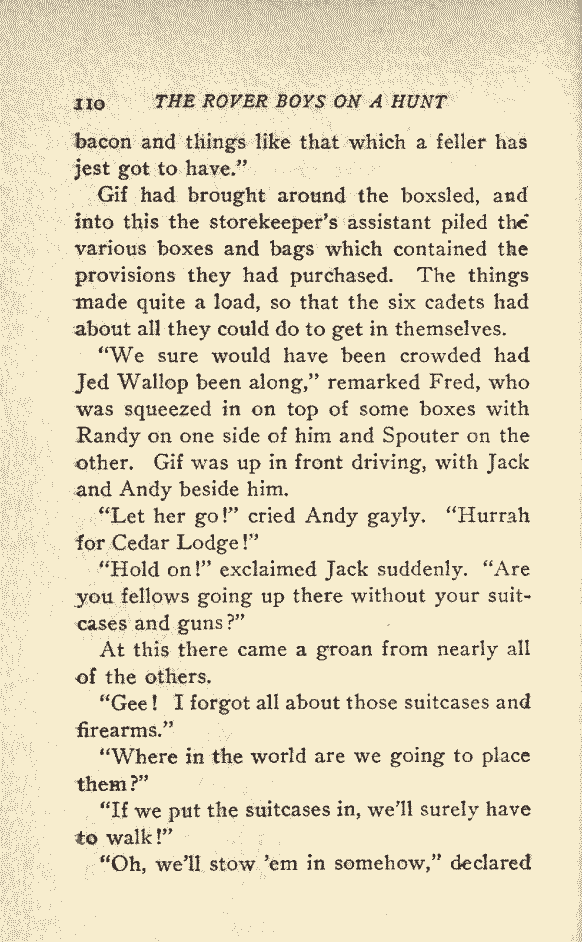 110 THE ROVER BOYS ON A HUNT
bacon and things like that which a feller has
jest got to have."
Gif had brought around the boxsled, and
into this the storekeeper's assistant piled the
various boxes and bags which contained the
provisions they had purchased. The things
made quite a load, so that the six cadets had
about all they could do to get in themselves.
"We sure would have been crowded had
Jed Wallop been along," remarked Fred, who
was squeezed in on top of some boxes with
Randy on one side of him and Spouter on the
other. Gif was up in front driving, with Jack
and Andy beside him.
"Let her go!" cried Andy gayly. "Hurrah
for Cedar Lodge!"
"Hold on!" exclaimed Jack suddenly. "Are
you fellows going up there without your suit-
cases and guns?"
At this there came a groan from nearly all
of the others.
"Gee! I forgot all about those suitcases and
firearms."
"Where in the world are we going to place
them?"
"If we put the suitcases in, we'll surely have
to walk!"
"Oh, we'll stow 'em in somehow," declared